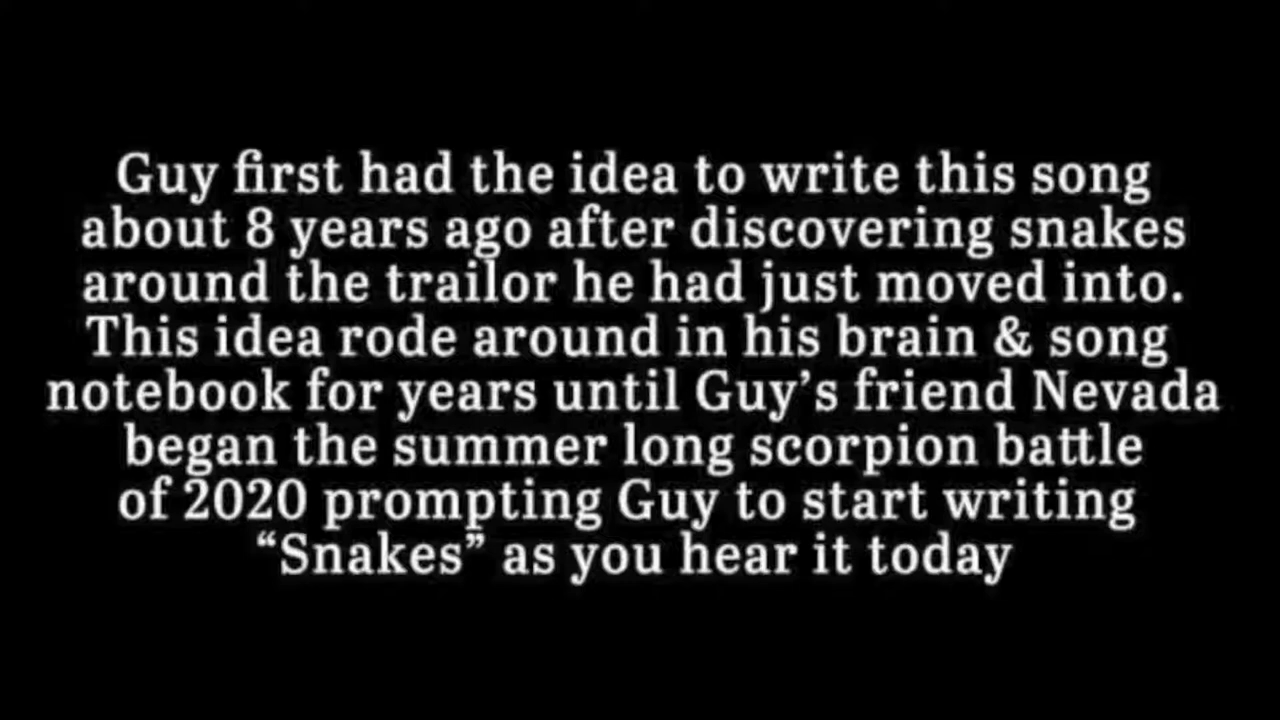 Guy first had the idea to write this song
about 8 years ago after discovering snakes
around the trailor he had just moved into.
This idea rode around in his brain & song
notebook for years until Guy’s friend Nevada
began the summer long scorpion battle
of 2020 prompting Guy to start writing
“Snakes” as you hear it today